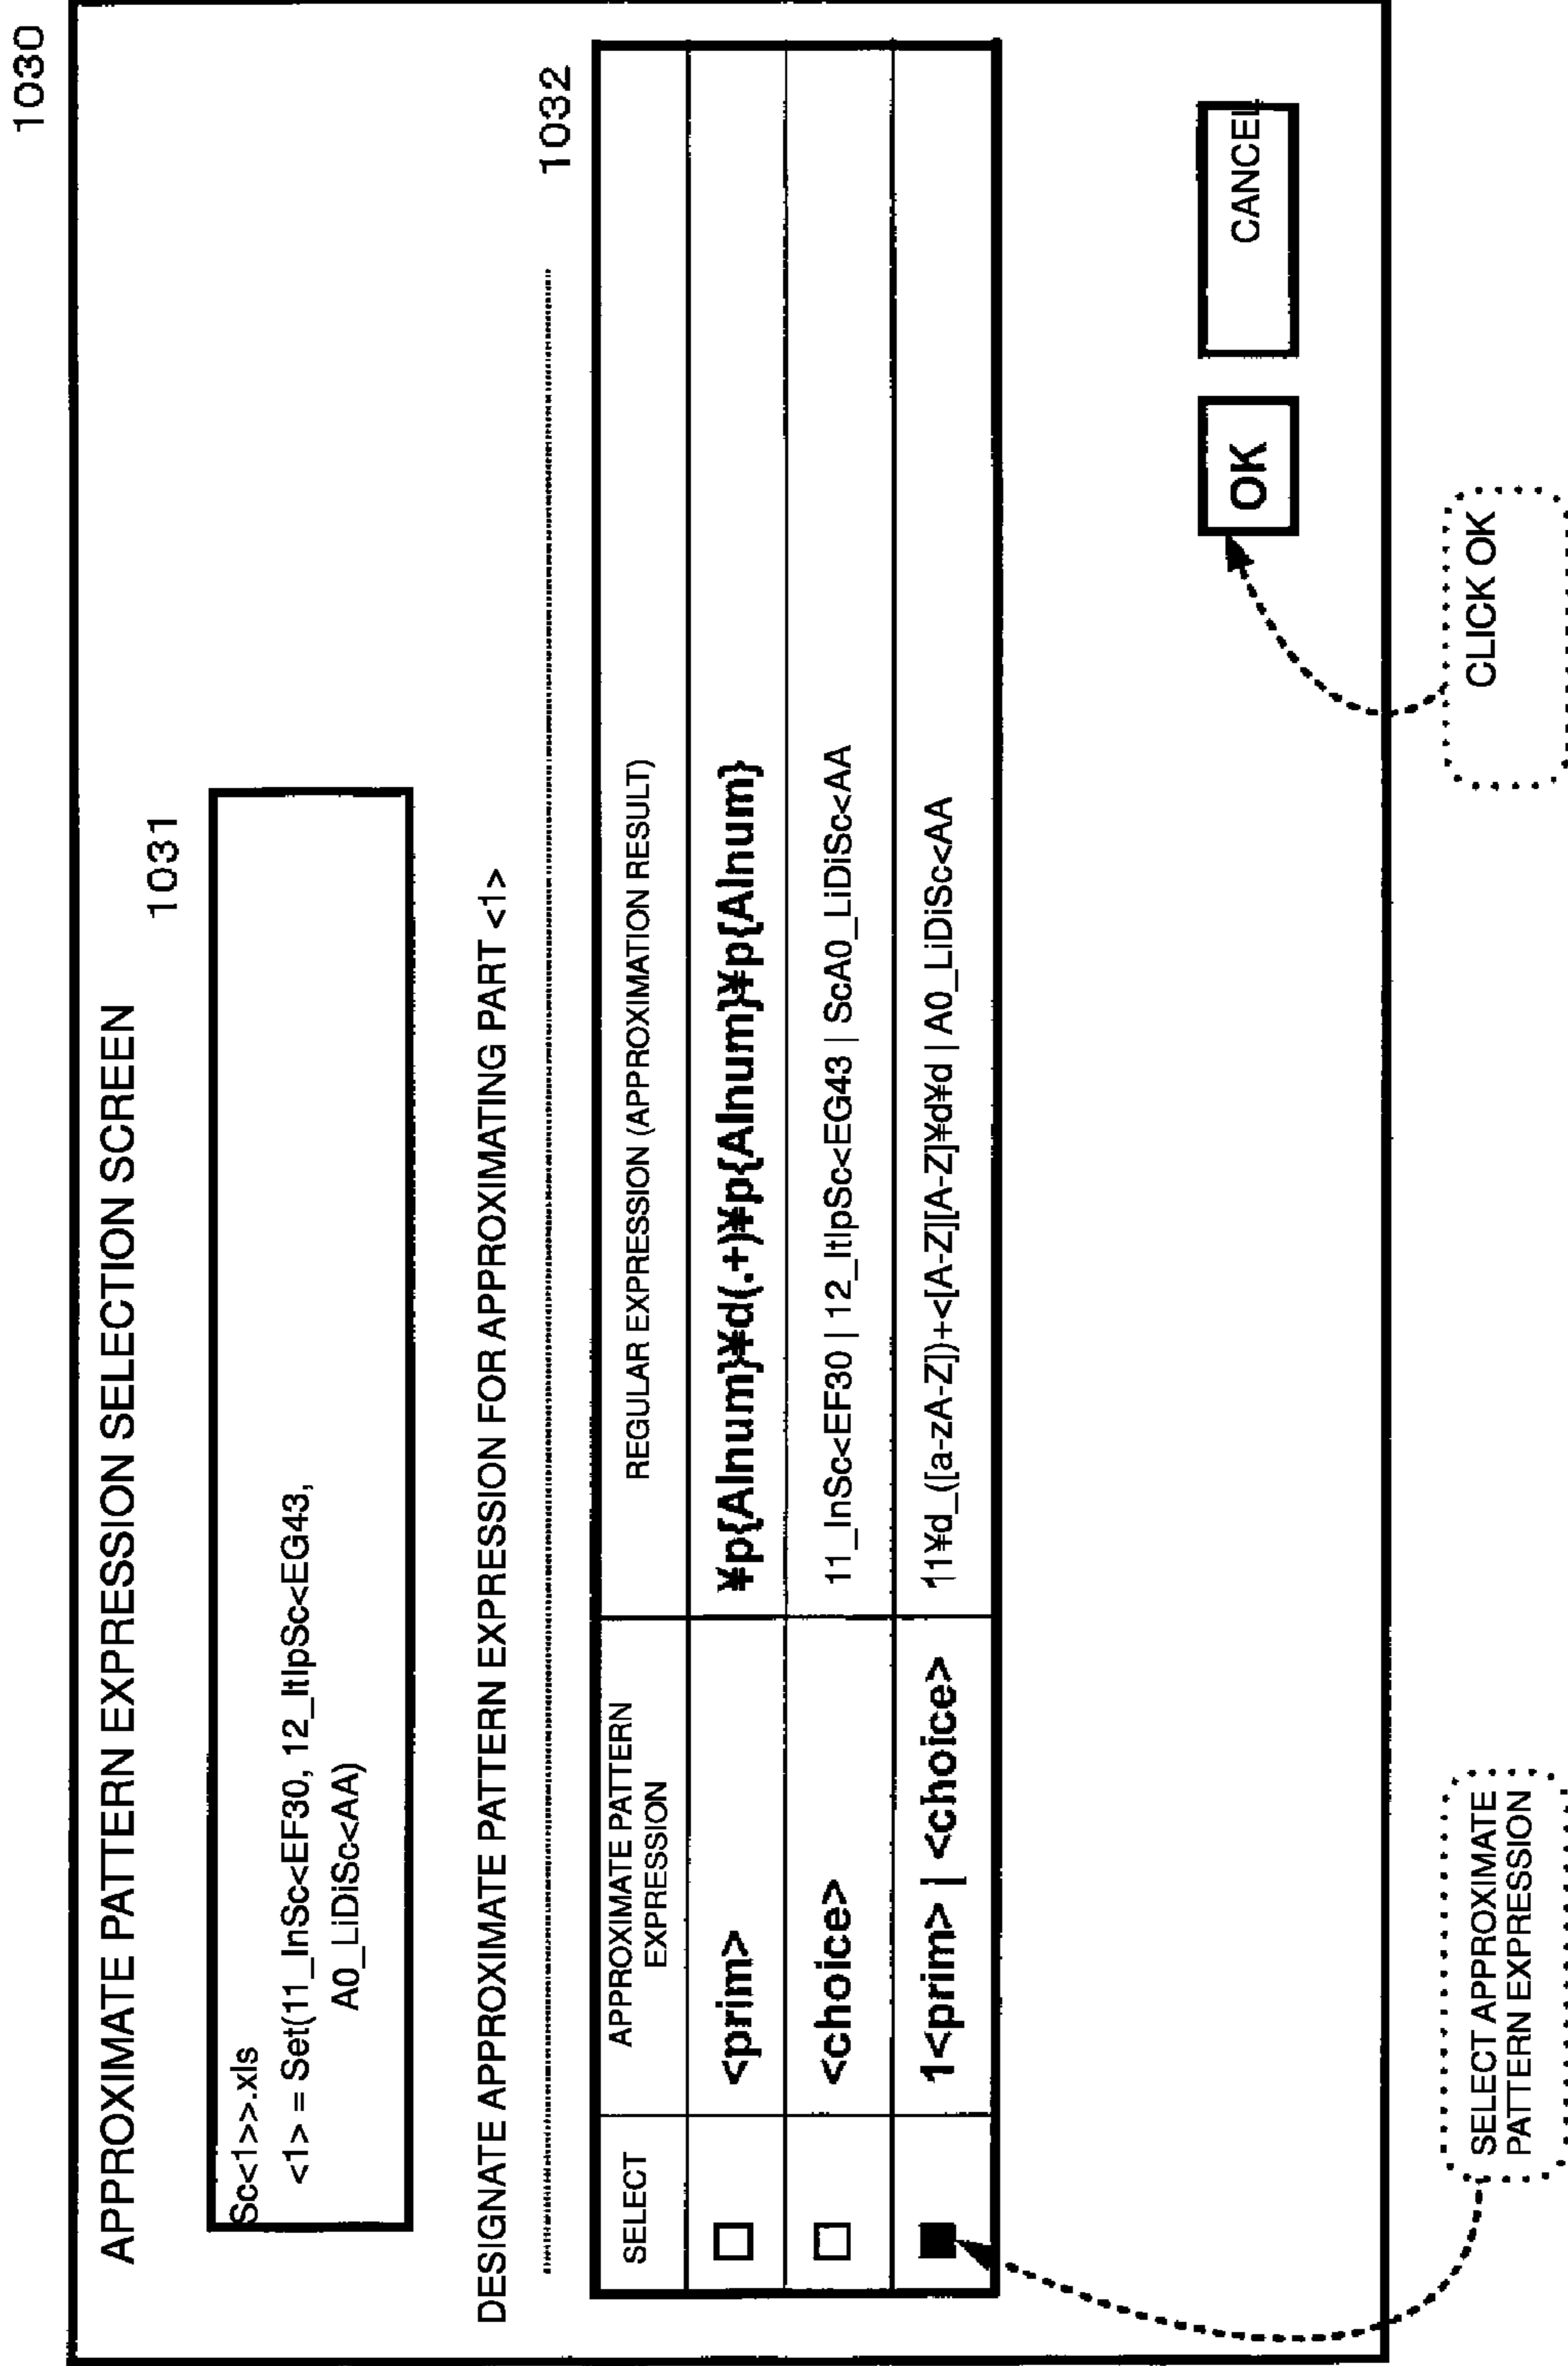 1030
APPROXIMATE PATTERN EXPRESSION SELECTION SCREEN
1031
Sc<1>>.xls
<1> = Set(11_InSc<EF30, 12_ItIpSc<EG43,
A0_LiDiSc<AA)
DESIGNATE APPROXIMATE PATTERN EXPRESSION FOR APPROXIMATING PART <1>
1032
SELECT
APPROXIMATE PATTERN
EXPRESSION
REGULAR EXPRESSION (APPROXIMATION RESULT)
<prim>
¥p{Alnum}¥d(.+)¥p{Alnum}¥p{Alnum}
<choice>
11_InSc<EF30 | 12_ItIpSc<EG43 | ScA0_LiDiSc<AA
1<prim> | <choice>
11¥d_([a-zA-Z])+<[A-Z][A-Z]¥d¥d | A0_LiDiSc<AA
OK
CANCEL
SELECT APPROXIMATE
PATTERN EXPRESSION
CLICK OK